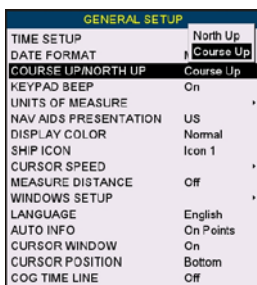 GENERAL SETUP
TIME SETUP
North Up
DATE FORMAT
Course Up
COURSE UP/NORTH UP Course Up
KEYPAD BEEP On
UNITS OF MEASURE
NAV AIDS PRESENTATION US
DISPLAY COLOR Normal
SHIP ICON Icon 1
CURSOR SPEED
MEASURE DISTANCE Off
WINDOWS SETUP
LANGUAGE English
AUTO INFO On Points
CURSOR WINDOW On
CURSOR POSITION Bottom
COG TIME LINE Off